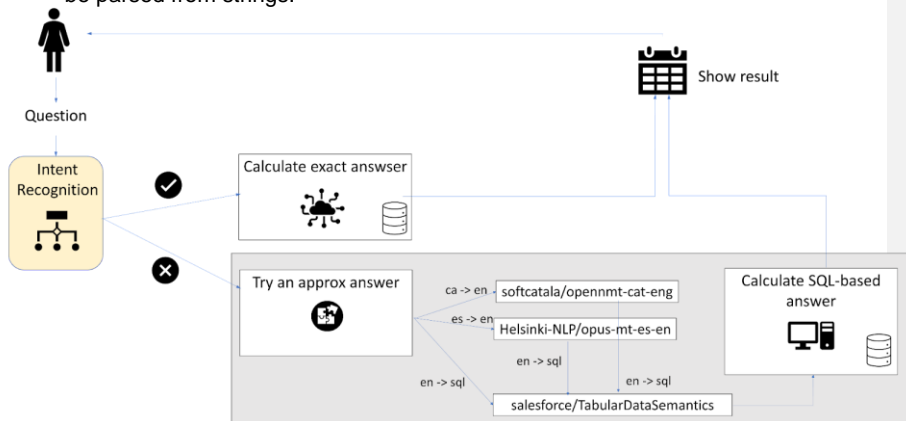 be parsed from strings.
Show result
Question
Intent
Recognition
Calculate exact answser
Try an approx answer
ca -> en
softcatala/opennmt-cat-eng
es -> en
Helsinki-NLP/opus-mt-es-en
en -> sql
en -> sql
en -> sql
salesforce/TabularDataSemantics
Calculate SQL-based
answer